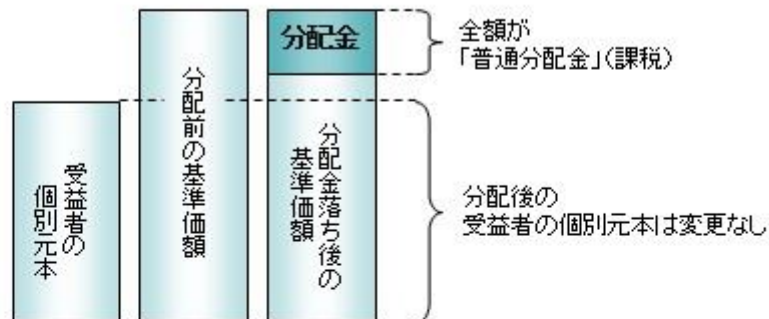 受益者の
個別元本
分配前の基準価額
分配金
分配金落ち後の
基準価額
全額が
「普通分配金」(課税)
分配後の
受益者の個別元本は変更なし